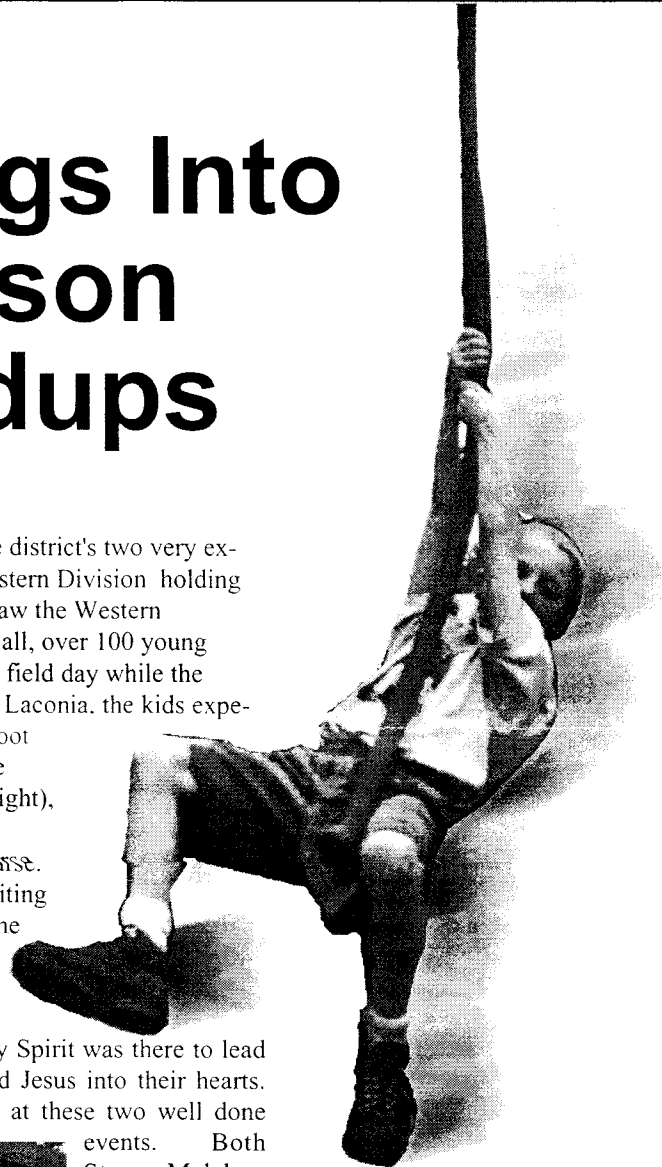 gs Into
son
dups
e district's two very ex-
stern Division holding
aw the Western
all, over 100 young
field day while the
Laconia. the kids expe-
oot
e
ight),
rse.
iting
he
y Spirit was there to lead
d Jesus into their hearts.
at these two well done
events. Both